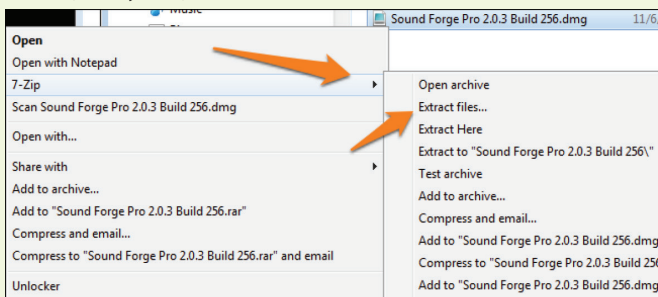 Music
Sound Forge Pro 2.0.3 Build 256.dmg 11/6
Open
Open with Notepad
7-Zip
Scan Sound Forge Pro 2.0.3 Build 256.dmg
Open with...
Share with
Add to archive...
Add to "Sound Forge Pro 2.0.3 Build 256.rar"
Compress and email...
Compress to "Sound Forge Pro 2.0.3 Build 256.rar" and email
Unlocker
Open archive
Extract files...
Extract Here
Extract to "Sound Forge Pro 2.0.3 Build 256\"
Test archive
Add to archive...
Compress and email...
Add to "Sound Forge Pro 2.0.3 Build 256.dmg
Compress to "Sound Forge Pro 2.0.3 Build 256
Add to "Sound Forge Pro 2.0.3 Build 256.dmg